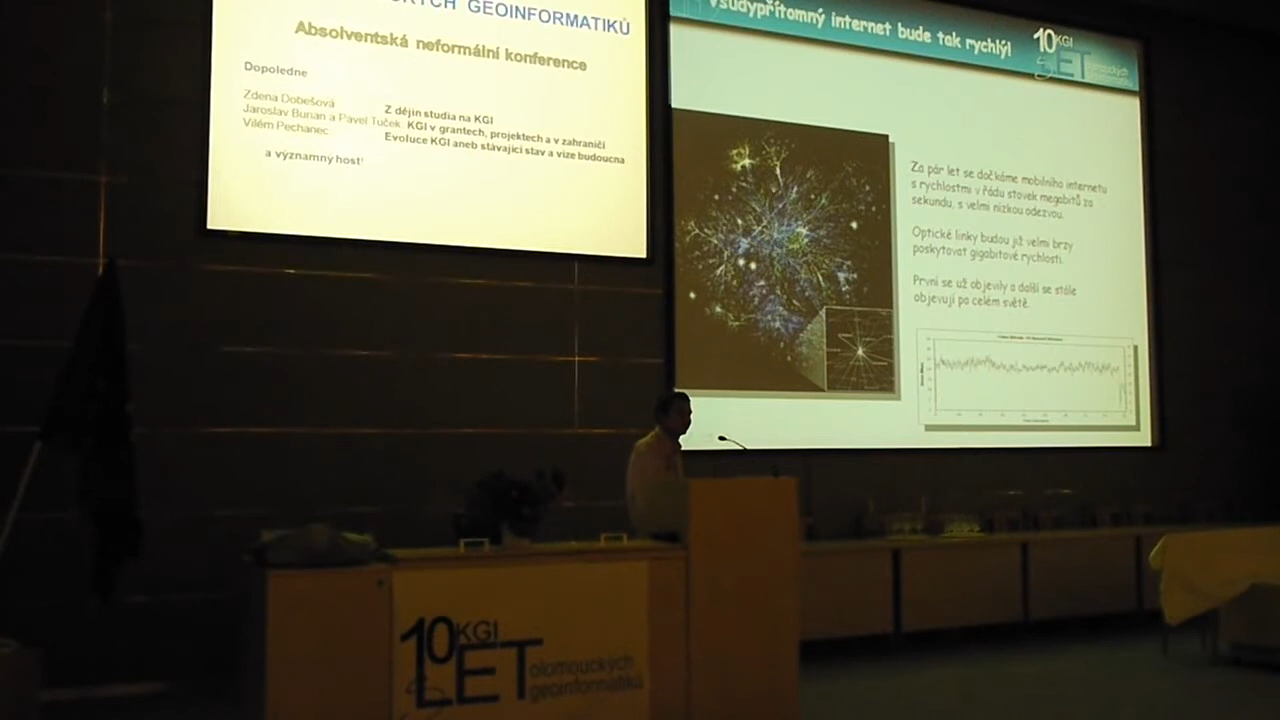 GEOINFORMATIKŮ
Absolventská neformální konference
Dopoledne
Zdena Dobešová Z dějin studia na KGI
Jaroslav Burian a Pavel Tuček KGI v grantech, projektech a v zahraničí
Vilém Pechanec Evoluce KGI aneb stávající stav a vize budoucna
a významný host!
Všudypřítomný internet bude tak rychlý!
10 KGI
LET
olomouckých
geoinformatiků
Za pár let se dočkáme mobilního internetu
s rychlostmi v řádu stovek megabitů za
sekundu, s velmi nízkou odezvou.
Optické linky budou již velmi brzy
poskytovat gigabitové rychlosti.
První se už objevily a další se stále
objevují po celém světě.
10 KGI
LET
olomouckých
geoinformatiků